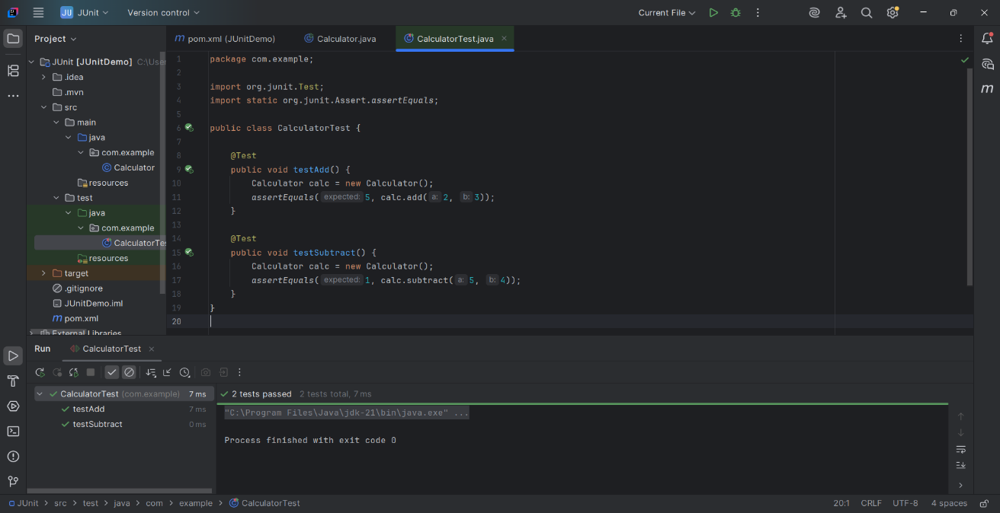 JU JUnit Version control Current File
Project
pom.xml (JUnitDemo) Calculator.java CalculatorTest.java
JUnit [JUnitDemo] C:\User
.idea
.mvn
src
main
java
com.example
Calculator
resources
test
java
com.example
CalculatorTes
resources
target
.gitignore
JUnitDemo.iml
m pom.xml
External Libraries
1 package com.example;
2
3 import org.junit.Test;
4 import static org.junit.Assert.assertEquals;
5
6 public class CalculatorTest {
7
8 @Test
9 public void testAdd() {
10 Calculator calc = new Calculator();
11 assertEquals( expected: 5, calc.add( a: 2, b: 3));
12 }
13
14 @Test
15 public void testSubtract() {
16 Calculator calc = new Calculator();
17 assertEquals( expected: 1, calc.subtract( a: 5, b: 4));
18 }
19 }
20
Run CalculatorTest
CalculatorTest (com.example) 7 ms
testAdd 7 ms
testSubtract 0 ms
2 tests passed 2 tests total, 7 ms
"C:\Program Files\Java\jdk-21\bin\java.exe" ...
Process finished with exit code 0
JUnit > src > test > java > com > example > CalculatorTest
20:1 CRLF UTF-8 4 spaces